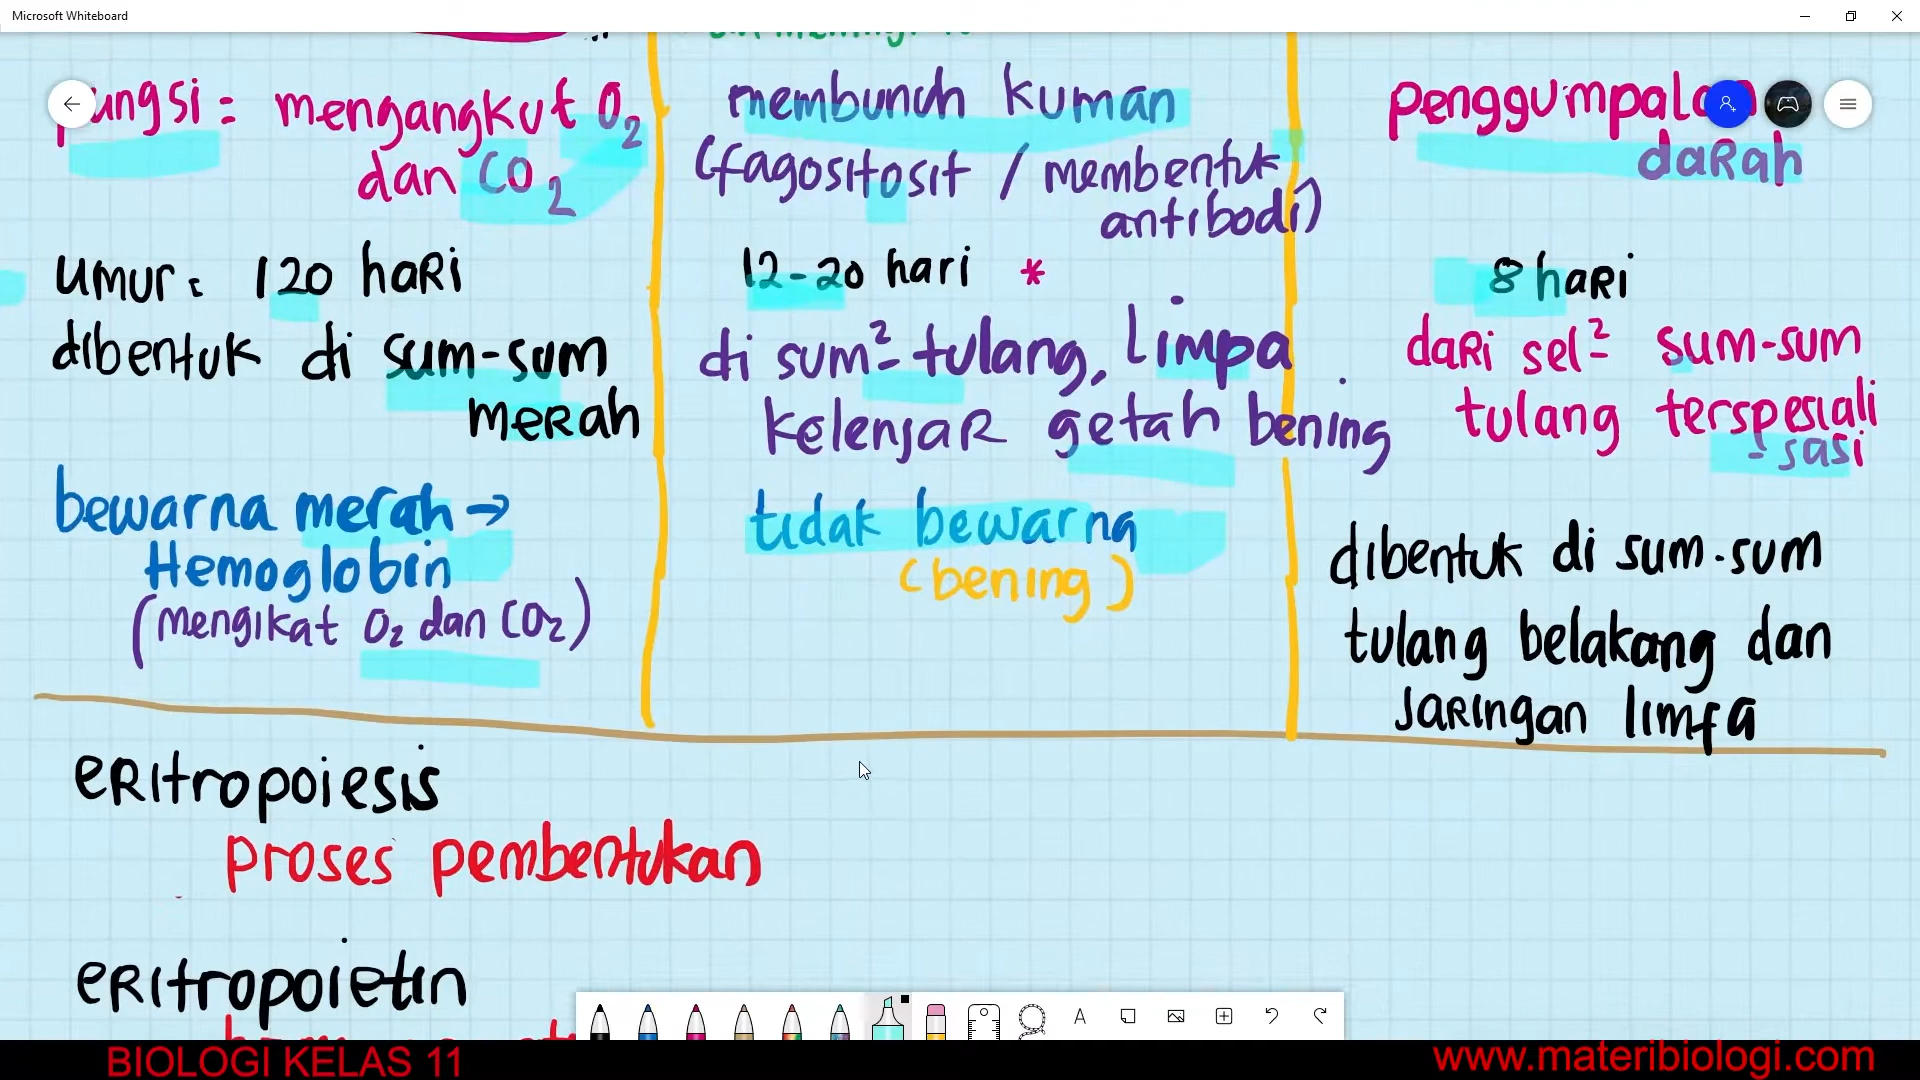 Microsoft Whiteboard
fungsi = mengangkut O2
dan CO2
umur = 120 hari
dibentuk di sum-sum
merah
bewarna merah →
Hemoglobin
(mengikat O2 dan CO2)
membunuh kuman
(fagositosit / membentuk
antibodi)
12-20 hari *
di sum²-tulang, Limpa
kelenjar getah bening
tidak bewarna
(bening)
darah
8 hari
dari sel² sum-sum
tulang terspesiali
- sasi
dibentuk di sum-sum
tulang belakang dan
jaringan limfa
eritropoiesis
proses pembentukan
eritropoietin
BIOLOGI KELAS 11
www.materibiologi.com